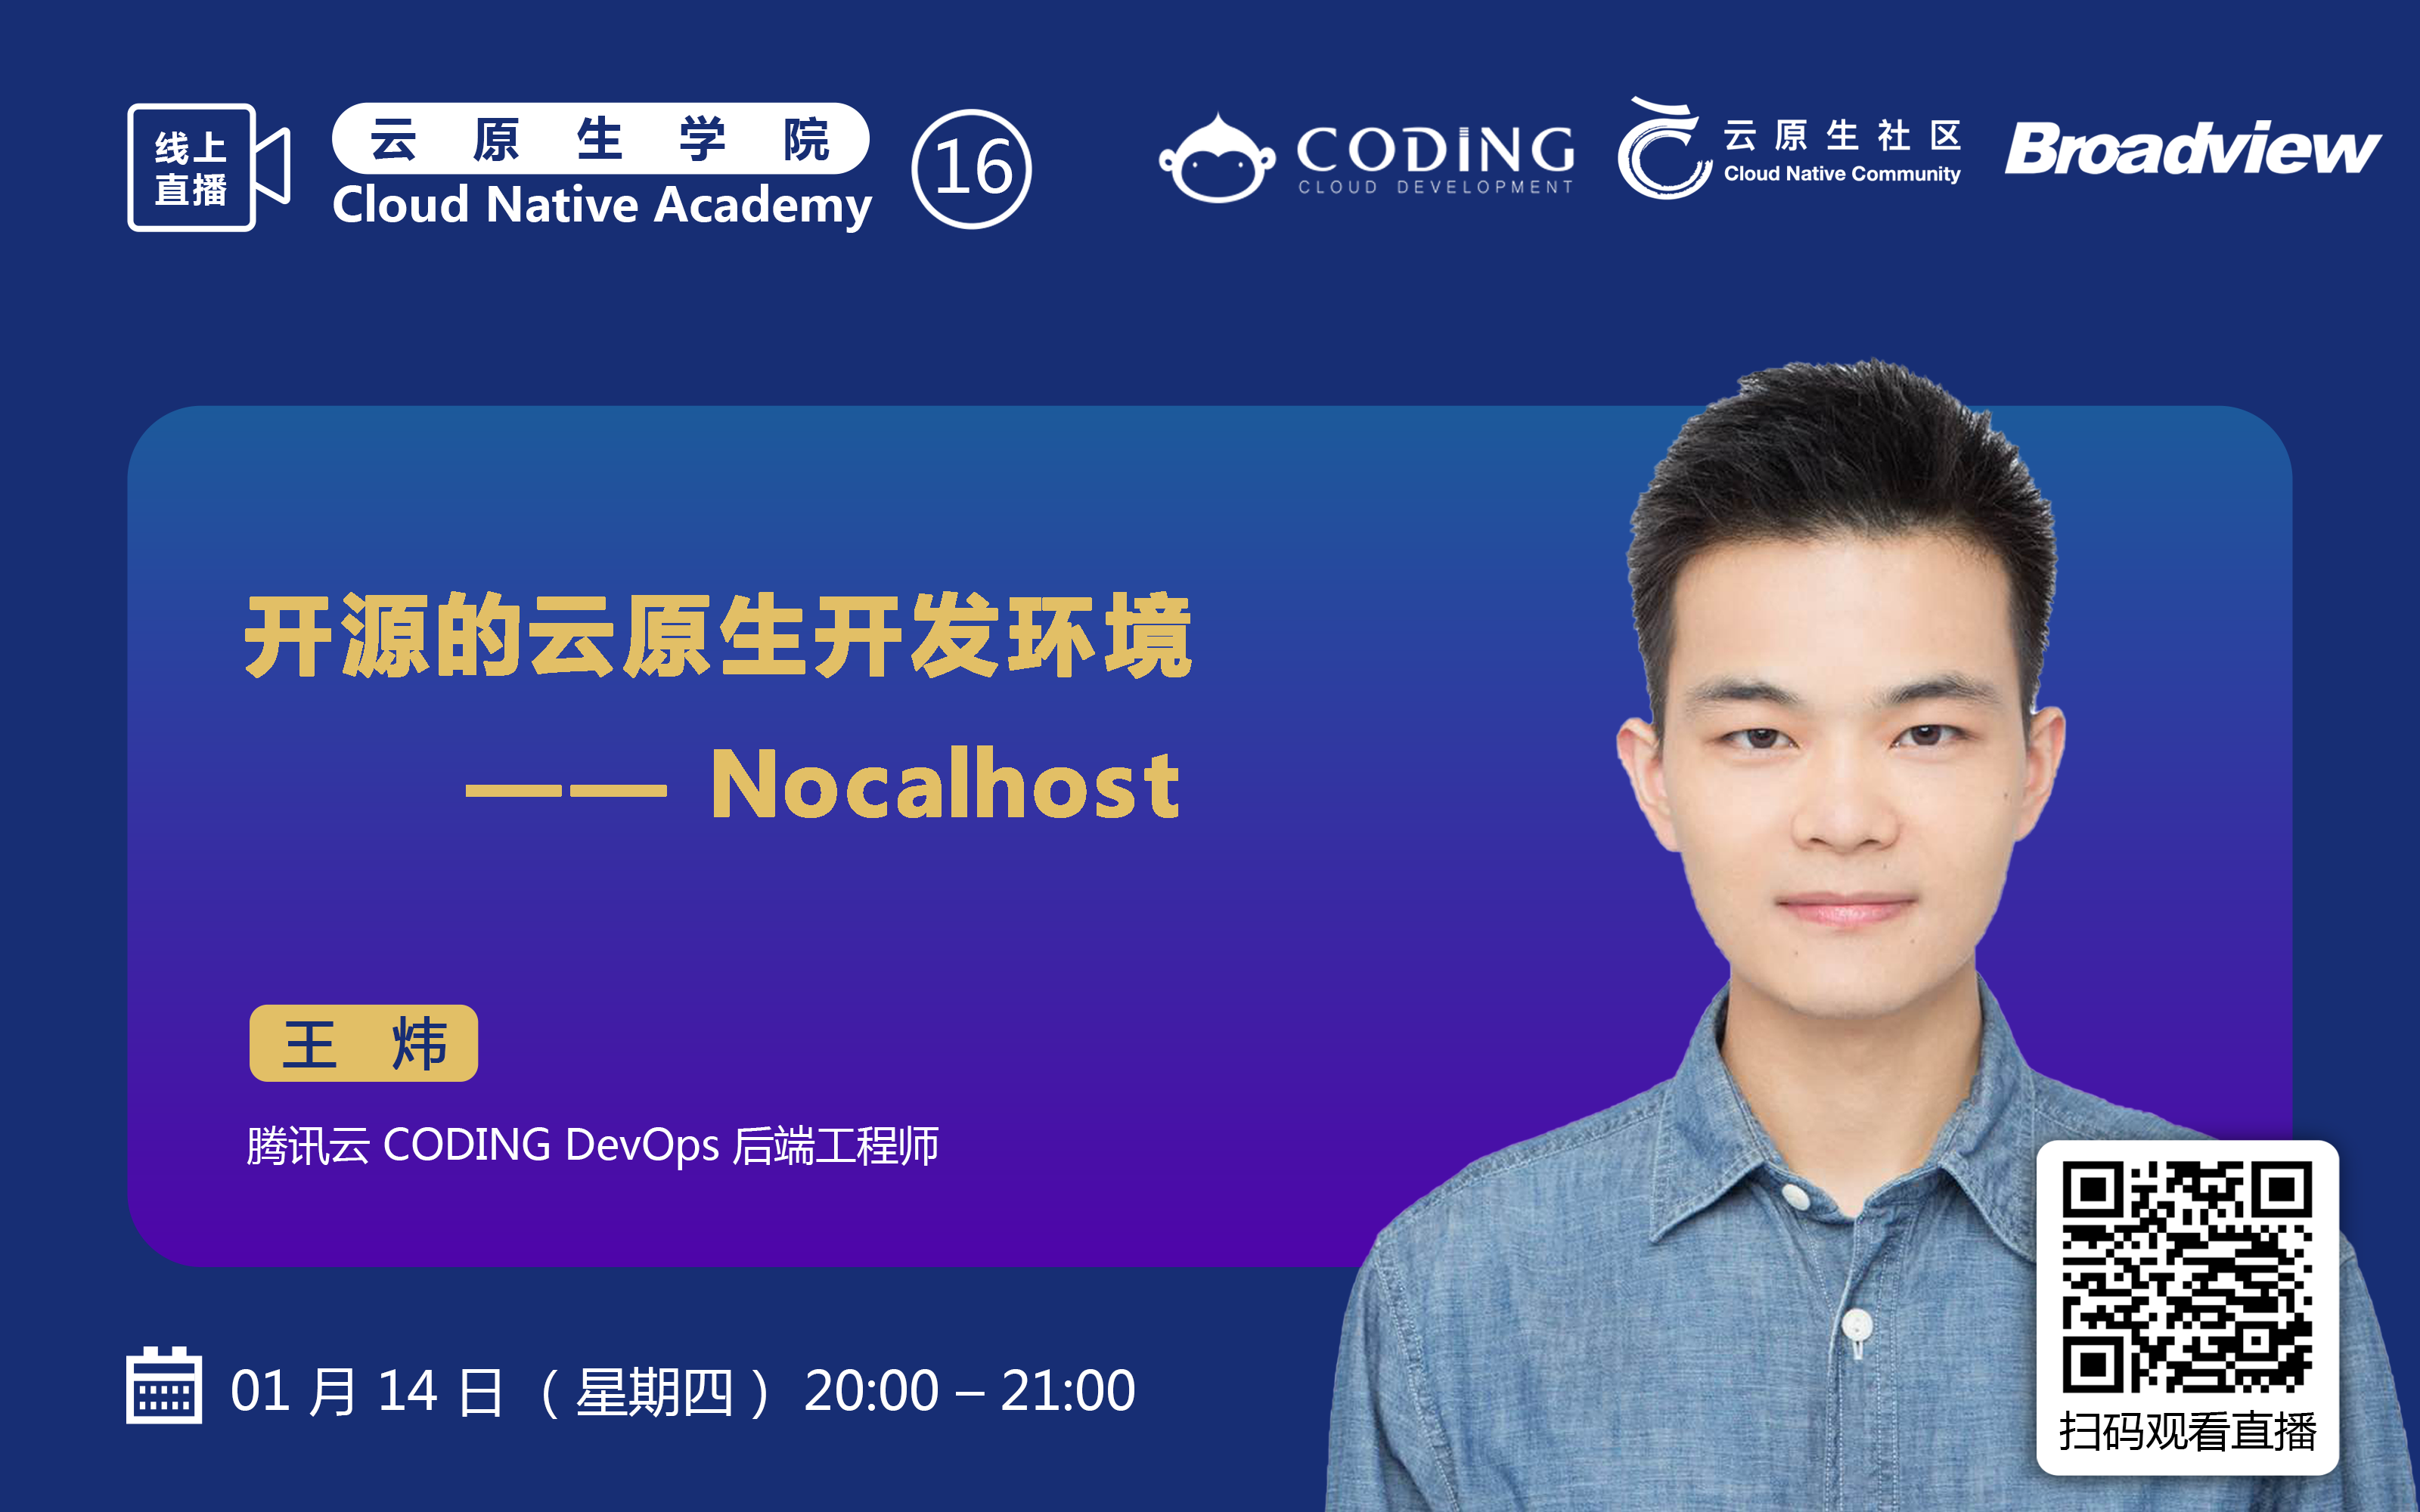 线上
直播
云原生学院
Cloud Native Academy
16
CODING
CLOUD DEVELOPMENT
云原生社区
Cloud Native Community
Broadview
开源的云原生开发环境
—— Nocalhost
王 炜
腾讯云 CODING DevOps 后端工程师
01 月 14 日（星期四）20:00 – 21:00
扫码观看直播